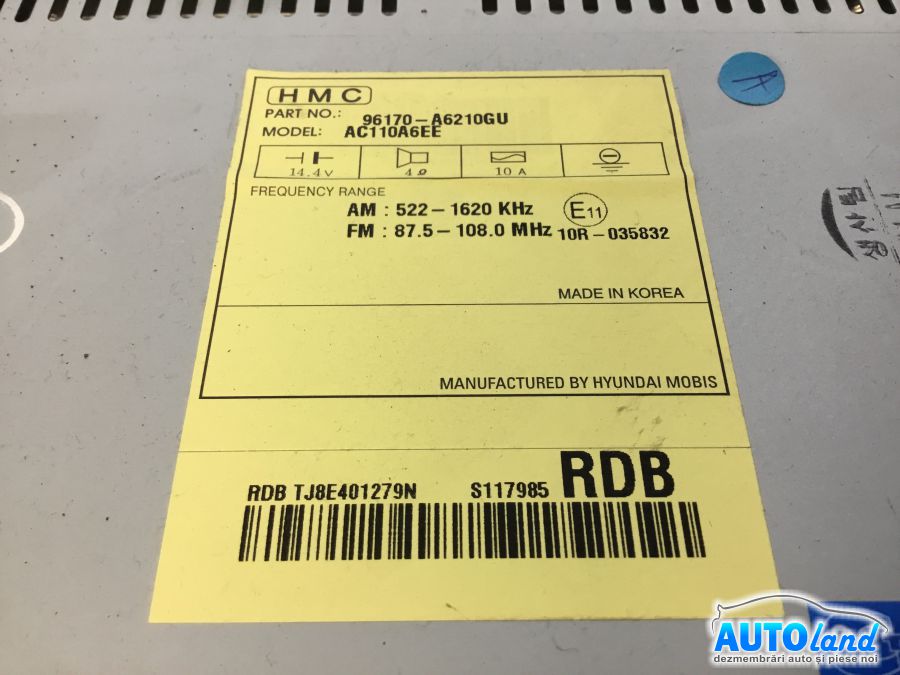 HMC
PART NO.: 96170-A6210GU
MODEL: AC110A6EE
14.4V 4Ω 10A
FREQUENCY RANGE
AM : 522-1620 KHz
FM : 87.5-108.0 MHz
E11
10R-035832
MADE IN KOREA
MANUFACTURED BY HYUNDAI MOBIS
RDB TJ8E401279N S117985 RDB
A
AUTOland
dezmembrări auto și piese noi